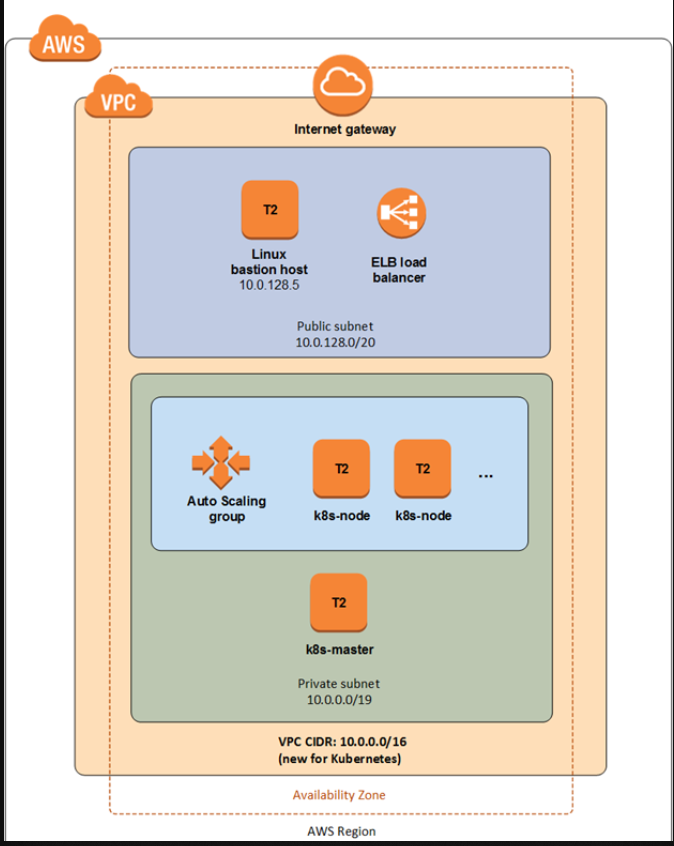 AWS
VPC
Internet gateway
T2
Linux
bastion host
10.0.128.5
ELB load
balancer
Public subnet
10.0.128.0/20
Auto Scaling
group
T2
k8s-node
T2
k8s-node
...
T2
k8s-master
Private subnet
10.0.0.0/19
VPC CIDR: 10.0.0.0/16
(new for Kubernetes)
Availability Zone
AWS Region